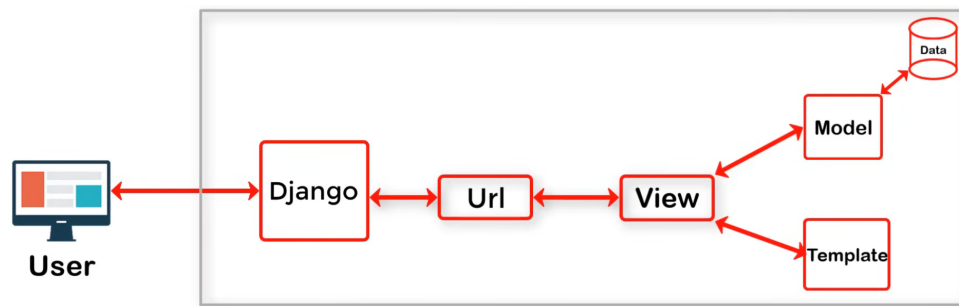 User
Django
Url
View
Model
Data
Template